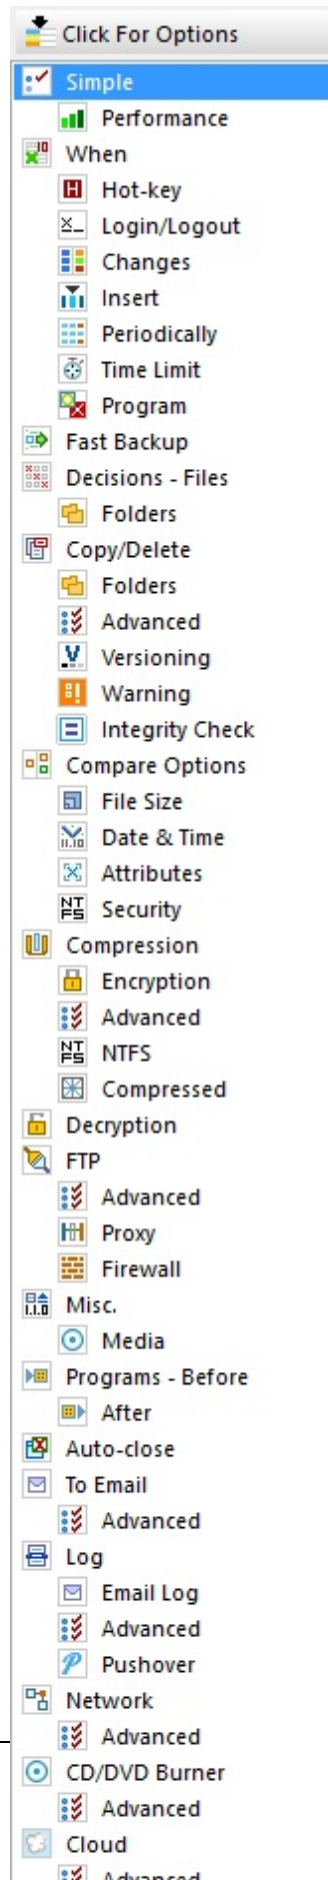 Click For Options
Simple
Performance
When
Hot-key
Login/Logout
Changes
Insert
Periodically
Time Limit
Program
Fast Backup
Decisions - Files
Folders
Copy/Delete
Folders
Advanced
Versioning
Warning
Integrity Check
Compare Options
File Size
Date & Time
Attributes
Security
Compression
Encryption
Advanced
NTFS
Compressed
Decryption
FTP
Advanced
Proxy
Firewall
Misc.
Media
Programs - Before
After
Auto-close
To Email
Advanced
Log
Email Log
Advanced
Pushover
Network
Advanced
CD/DVD Burner
Advanced
Cloud
Advanced